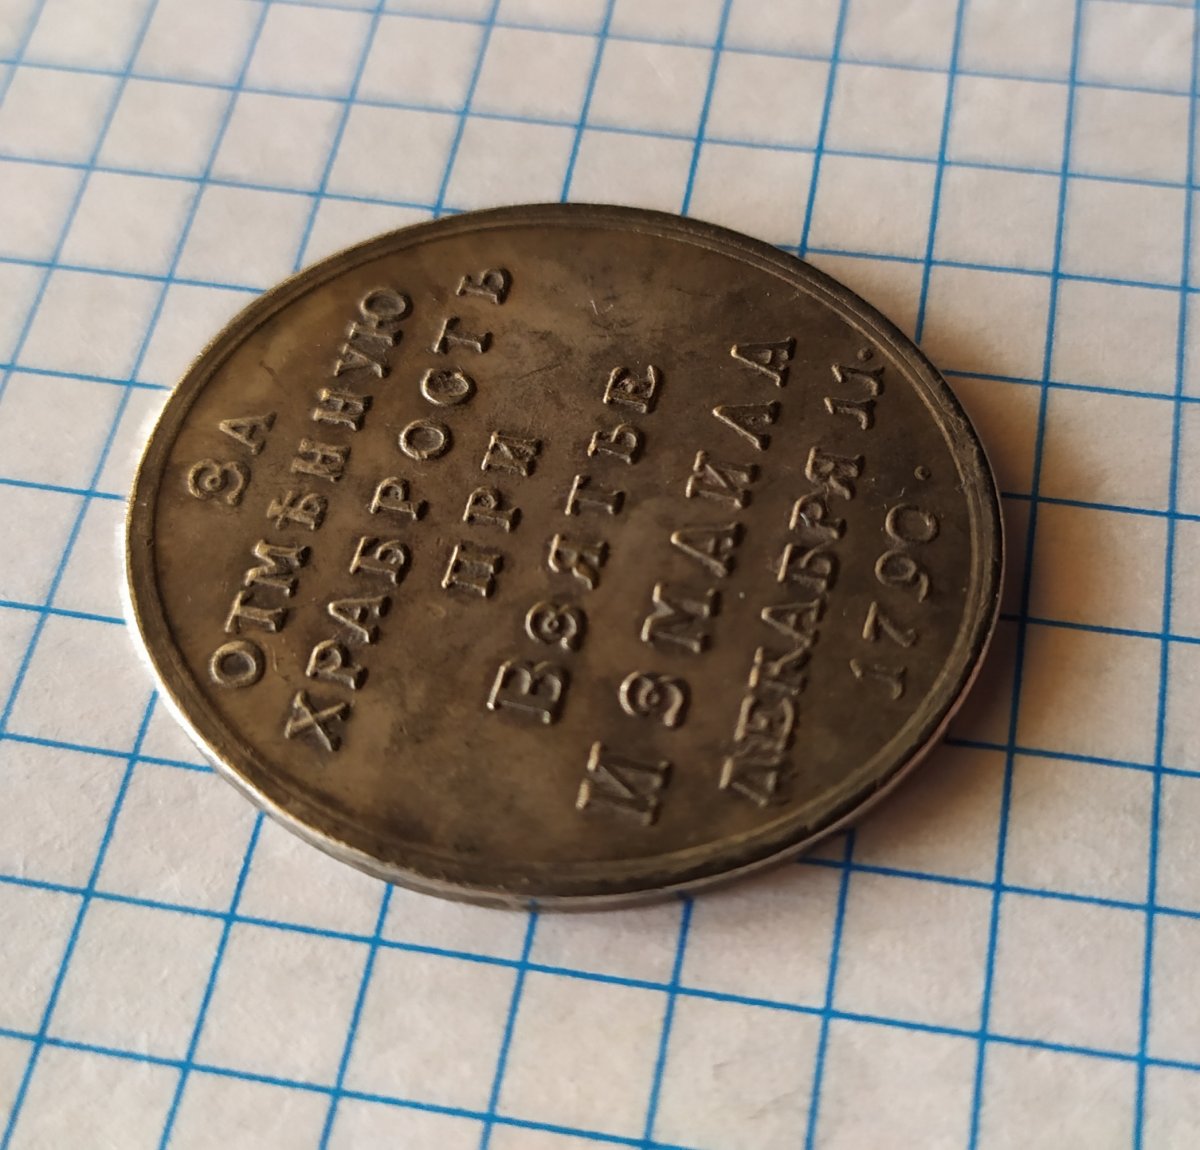 ЗА
ОТМѢННУЮ
ХРАБРОСТЬ
ПРИ
ВЗЯТЬЕ
ИЗМАИЛА
ДЕКАБРЯ 11.
1790.